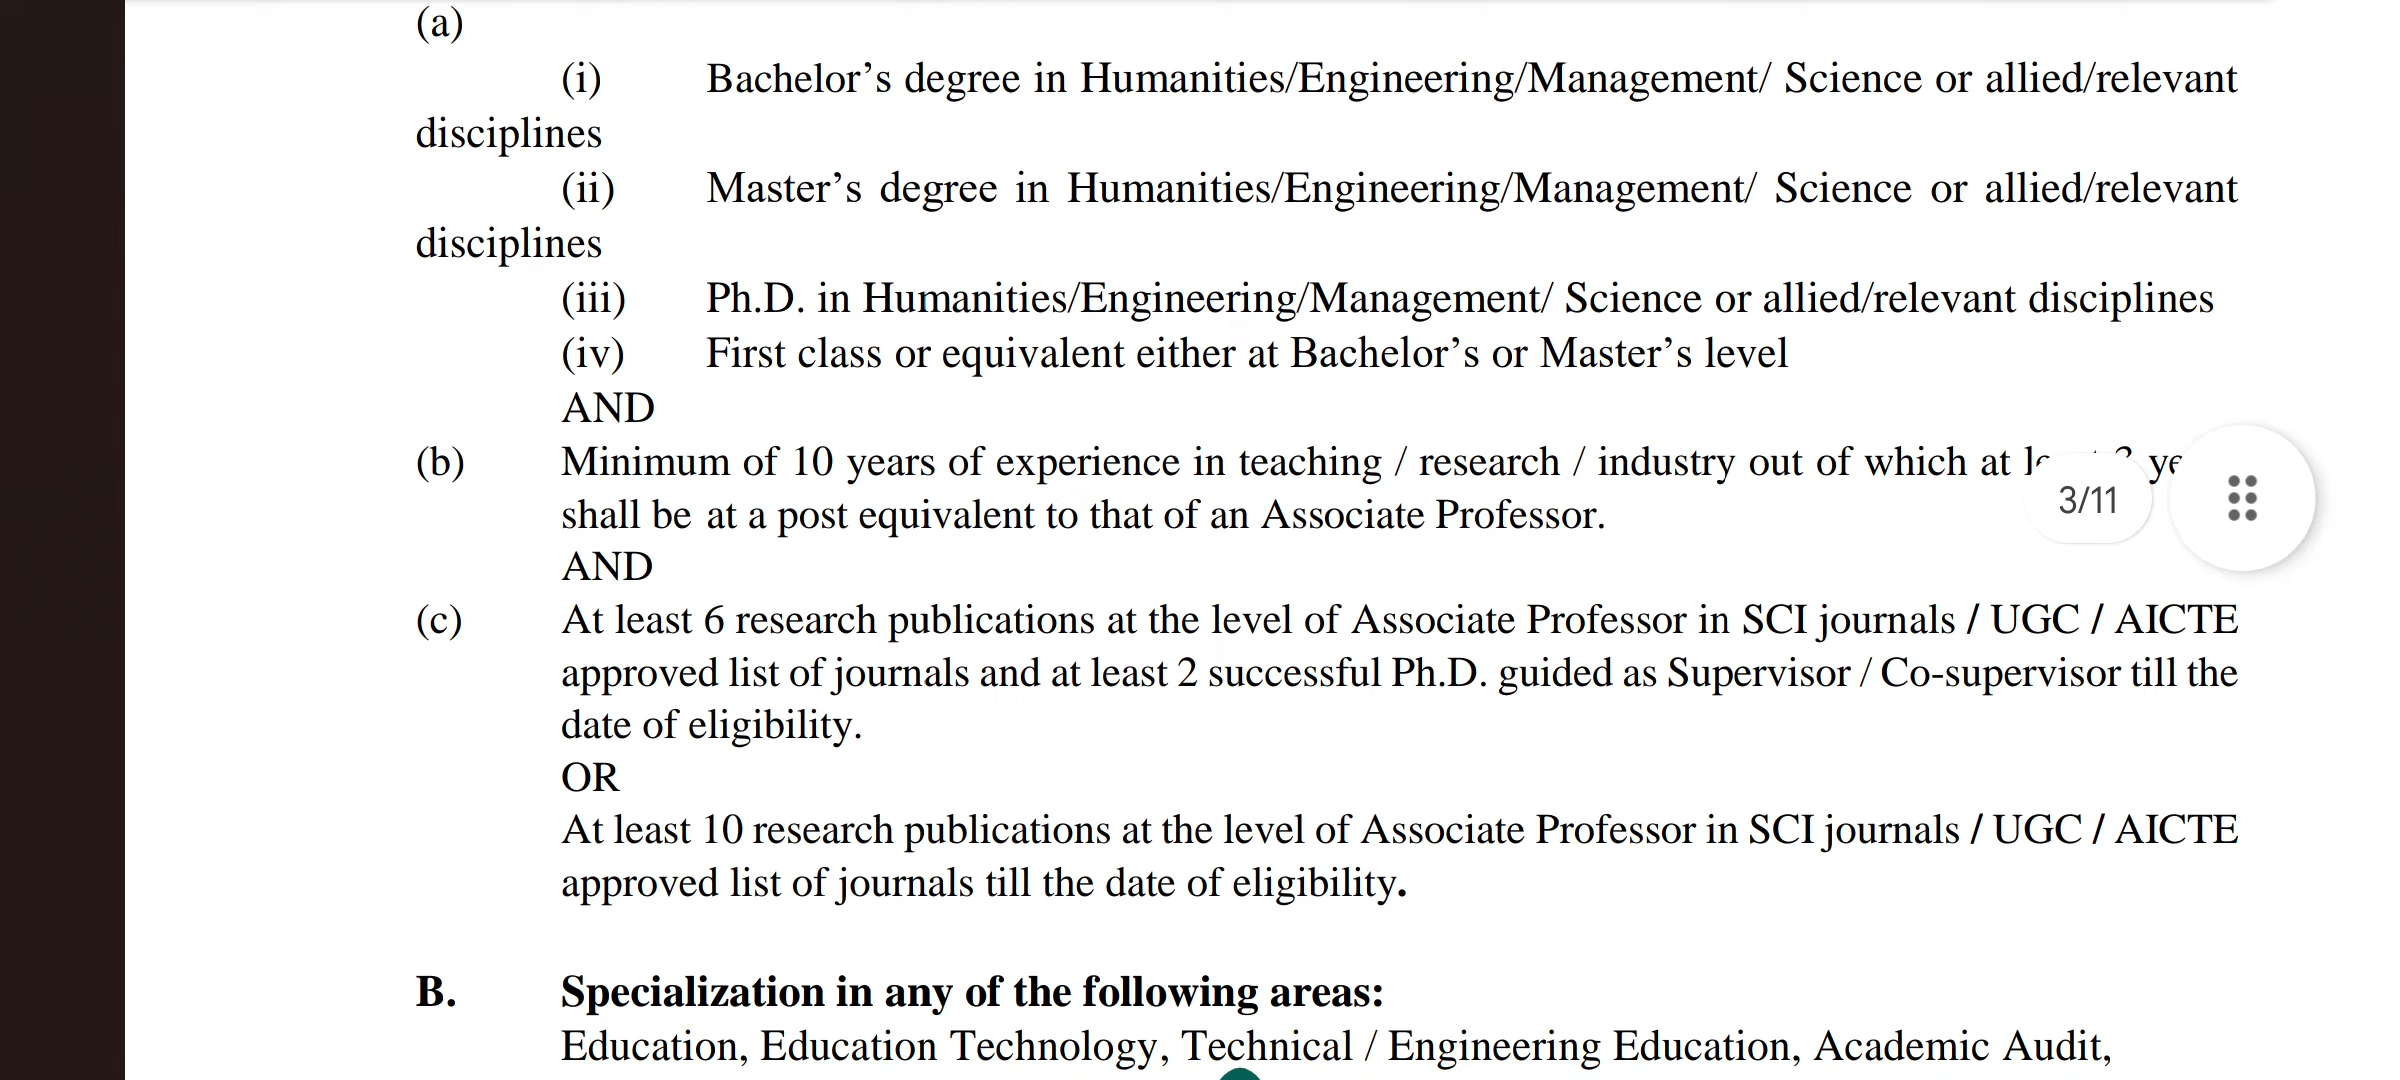 (a)
(i) Bachelor’s degree in Humanities/Engineering/Management/ Science or allied/relevant
disciplines
(ii) Master’s degree in Humanities/Engineering/Management/ Science or allied/relevant
disciplines
(iii) Ph.D. in Humanities/Engineering/Management/ Science or allied/relevant disciplines
(iv) First class or equivalent either at Bachelor’s or Master’s level
AND
(b) Minimum of 10 years of experience in teaching / research / industry out of which at
3/11
shall be at a post equivalent to that of an Associate Professor.
AND
(c) At least 6 research publications at the level of Associate Professor in SCI journals / UGC / AICTE
approved list of journals and at least 2 successful Ph.D. guided as Supervisor / Co-supervisor till the
date of eligibility.
OR
At least 10 research publications at the level of Associate Professor in SCI journals / UGC / AICTE
approved list of journals till the date of eligibility.
B. Specialization in any of the following areas:
Education, Education Technology, Technical / Engineering Education, Academic Audit,